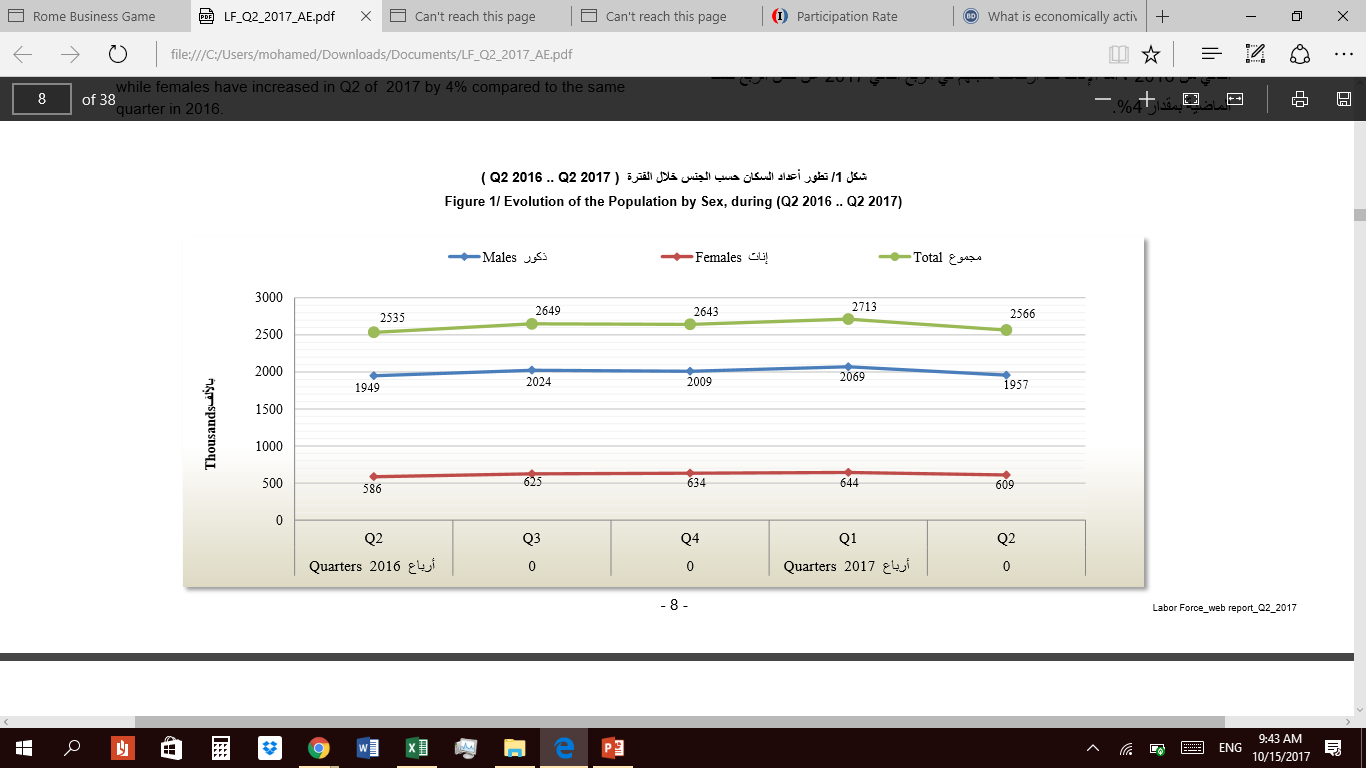 Rome Business Game
LF_Q2_2017_AE.pdf
Can't reach this page
Can't reach this page
Participation Rate
What is economically activ
file:///C:/Users/mohamed/Downloads/Documents/LF_Q2_2017_AE.pdf
while females have increased in Q2 of 2017 by 4% compared to the same
quarter in 2016.
الماضية بمقدار 4%.
8 of 38
شكل 1/ تطور أعداد السكان حسب الجنس خلال الفترة ( Q2 2016 .. Q2 2017 )
Figure 1/ Evolution of the Population by Sex, during (Q2 2016 .. Q2 2017)
Males ذكور
Females إناث
Total مجموع
Thousands بالألف
3000
2500
2000
1500
1000
500
0
2535 2649 2643 2713 2566
1949 2024 2009 2069 1957
586 625 634 644 609
Q2 Q3 Q4 Q1 Q2
Quarters 2016 أرباع 0 0 Quarters 2017 أرباع 0
- 8 -
Labor Force_web report_Q2_2017
ENG
9:43 AM
10/15/2017